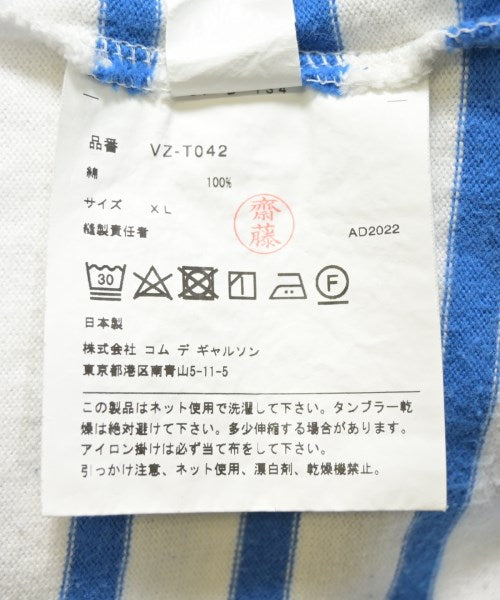 品番 VZ-T042
綿 100%
サイズ XL
縫製責任者 齋藤 AD2022
30 F
日本製
株式会社 コム デ ギャルソン
東京都港区南青山5-11-5
この製品はネット使用で洗濯して下さい。タンブラー乾
燥は絶対避けて下さい。多少伸縮する場合があります。
アイロン掛けは必ず当て布をして下さい。
引っかけ注意、ネット使用、漂白剤、乾燥機禁止。